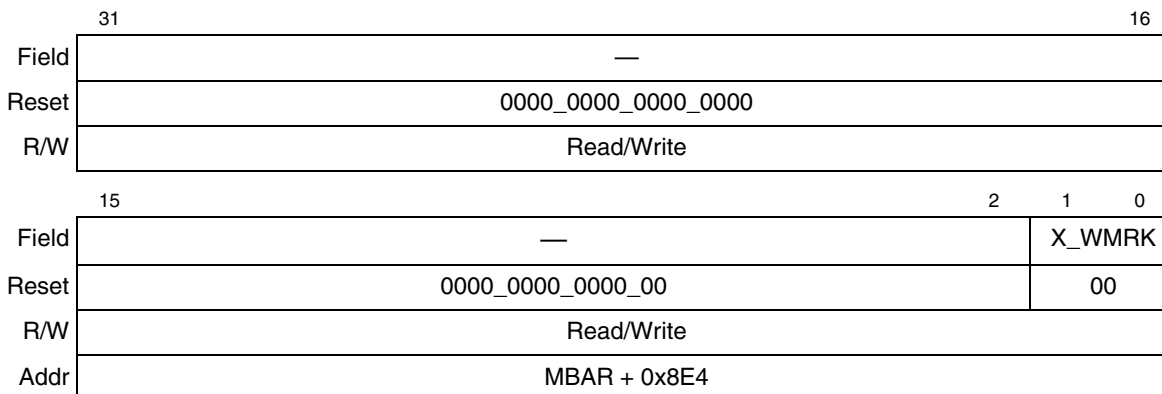 31 16
Field —
Reset 0000_0000_0000_0000
R/W Read/Write
15 2 1 0
Field — X_WMRK
Reset 0000_0000_0000_00 00
R/W Read/Write
Addr MBAR + 0x8E4